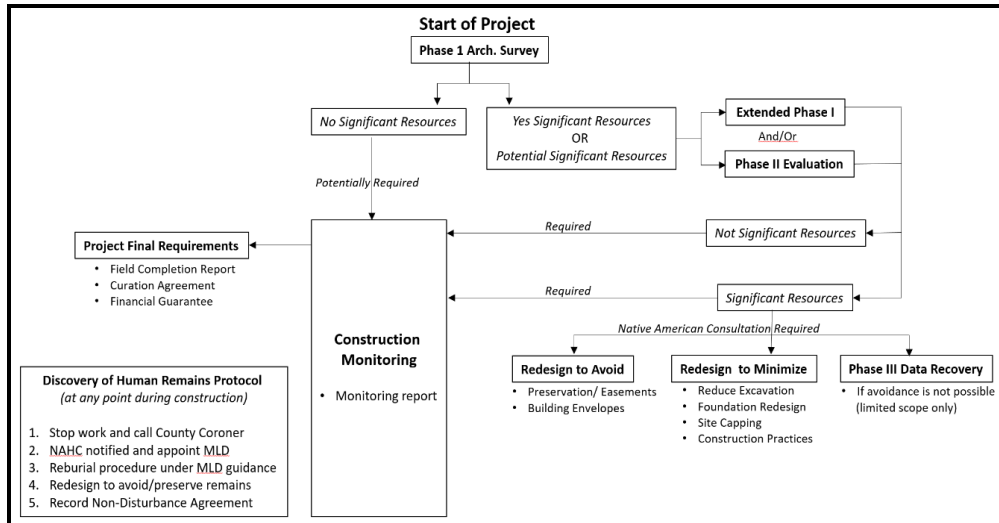 Start of Project
Phase 1 Arch. Survey
No Significant Resources
Yes Significant Resources
OR
Potential Significant Resources
Extended Phase I
And/Or
Phase II Evaluation
Potentially Required
Project Final Requirements
• Field Completion Report
• Curation Agreement
• Financial Guarantee
Required
Not Significant Resources
Required
Significant Resources
Native American Consultation Required
Construction
Monitoring
• Monitoring report
Redesign to Avoid
• Preservation/ Easements
• Building Envelopes
Redesign to Minimize
• Reduce Excavation
• Foundation Redesign
• Site Capping
• Construction Practices
Phase III Data Recovery
• If avoidance is not possible
(limited scope only)
Discovery of Human Remains Protocol
(at any point during construction)
1. Stop work and call County Coroner
2. NAHC notified and appoint MLD
3. Reburial procedure under MLD guidance
4. Redesign to avoid/preserve remains
5. Record Non-Disturbance Agreement